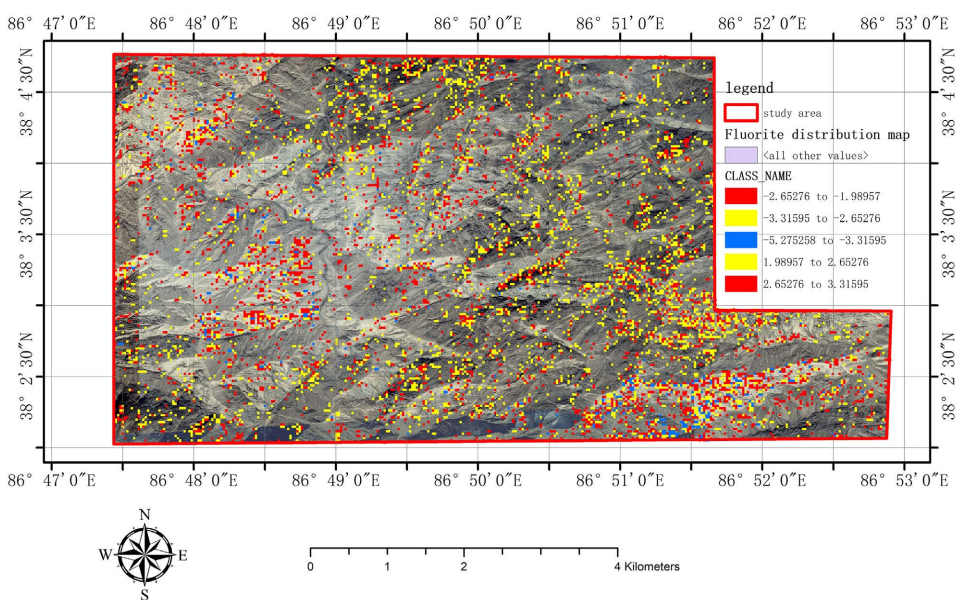 86° 47′0″E 86° 48′0″E 86° 49′0″E 86° 50′0″E 86° 51′0″E 86° 52′0″E 86° 53′0″E
38° 4′30″N
38° 3′30″N
38° 2′30″N
legend
study area
Fluorite distribution map
<all other values>
CLASS_NAME
-2.65276 to -1.98957
-3.31595 to -2.65276
-5.275258 to -3.31595
1.98957 to 2.65276
2.65276 to 3.31595
38° 4′30″N
38° 3′30″N
38° 2′30″N
86° 47′0″E 86° 48′0″E 86° 49′0″E 86° 50′0″E 86° 51′0″E 86° 52′0″E 86° 53′0″E
N
W E
S
0 1 2 4 Kilometers